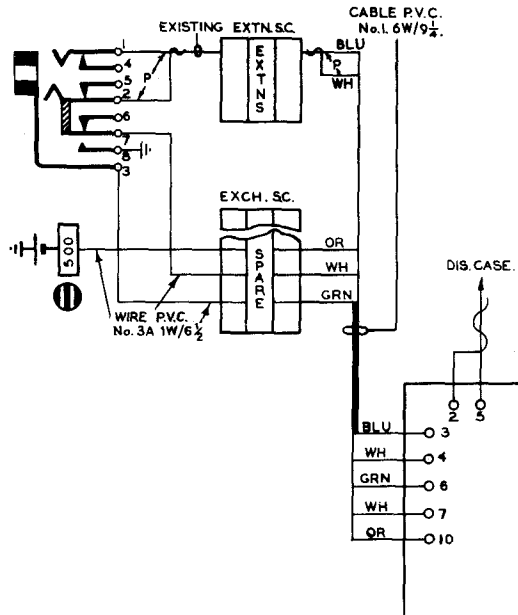 CABLE P.V.C.
No.1. 6W/9¼.
EXISTING
EXTN.S.C.
1
4
5
2
6
7
8
3
P
EXTNS
BLU
P
WH
EXCH. S.C.
500
SPARE
OR
WH
GRN
WIRE P.V.C.
No.3A 1W/6½
DIS. CASE.
2 5
BLU 3
WH 4
GRN 6
WH 7
OR 10